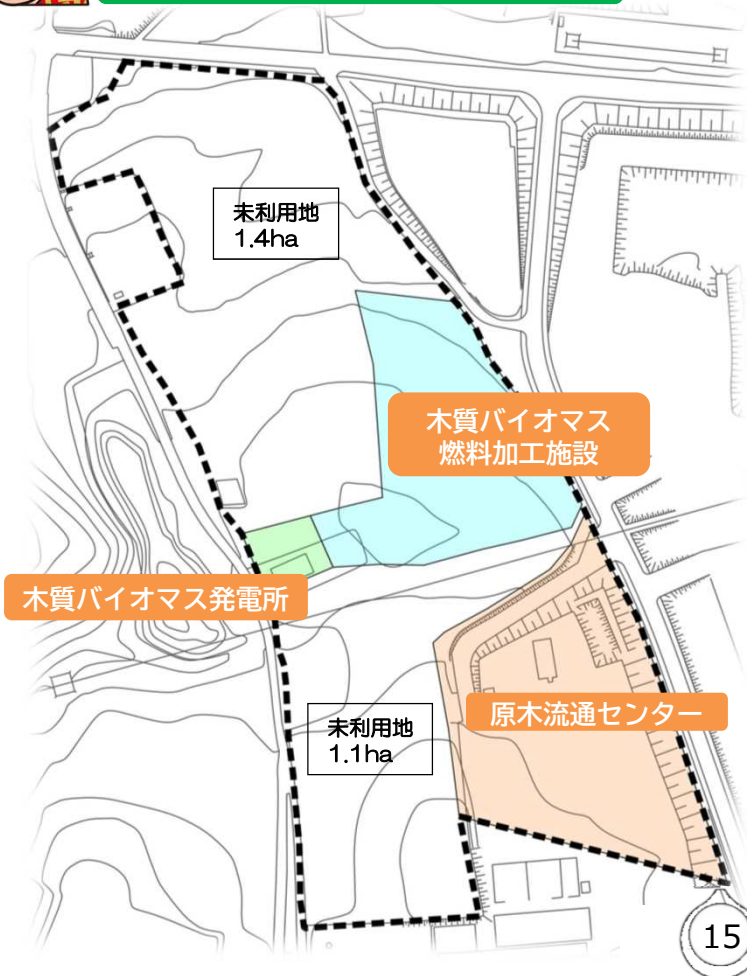 未利用地
1.4ha
木質バイオマス
燃料加工施設
木質バイオマス発電所
未利用地
1.1ha
原木流通センター
15